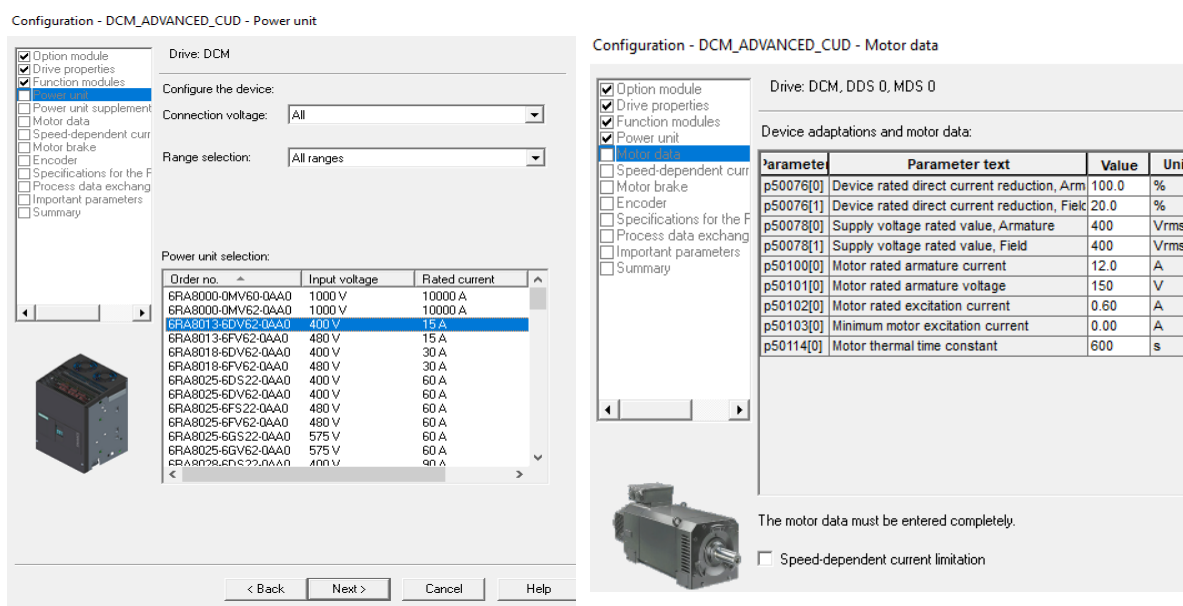 Configuration - DCM_ADVANCED_CUD - Power unit
Option module
Drive properties
Function modules
Power unit
Power unit supplement
Motor data
Speed-dependent curr
Motor brake
Encoder
Specifications for the F
Process data exchang
Important parameters
Summary
Drive: DCM
Configure the device:
Connection voltage: All
Range selection: All ranges
Power unit selection:
Order no. Input voltage Rated current
6RA8000-0MV60-0AA0 1000 V 10000 A
6RA8000-0MV62-0AA0 1000 V 10000 A
6RA8013-6DV62-0AA0 400 V 15 A
6RA8013-6FV62-0AA0 480 V 15 A
6RA8018-6DV62-0AA0 400 V 30 A
6RA8018-6FV62-0AA0 480 V 30 A
6RA8025-6DS22-0AA0 400 V 60 A
6RA8025-6DV62-0AA0 400 V 60 A
6RA8025-6FS22-0AA0 480 V 60 A
6RA8025-6FV62-0AA0 480 V 60 A
6RA8025-6GS22-0AA0 575 V 60 A
6RA8025-6GV62-0AA0 575 V 60 A
6RA8028-6DS22-0AA0 400 V 90 A
< Back Next > Cancel Help
Configuration - DCM_ADVANCED_CUD - Motor data
Option module
Drive properties
Function modules
Power unit
Motor data
Speed-dependent curr
Motor brake
Encoder
Specifications for the F
Process data exchang
Important parameters
Summary
Drive: DCM, DDS 0, MDS 0
Device adaptations and motor data:
Parameter Parameter text Value Uni
p50076[0] Device rated direct current reduction, Arm 100.0 %
p50076[1] Device rated direct current reduction, Field 20.0 %
p50078[0] Supply voltage rated value, Armature 400 Vrms
p50078[1] Supply voltage rated value, Field 400 Vrms
p50100[0] Motor rated armature current 12.0 A
p50101[0] Motor rated armature voltage 150 V
p50102[0] Motor rated excitation current 0.60 A
p50103[0] Minimum motor excitation current 0.00 A
p50114[0] Motor thermal time constant 600 s
The motor data must be entered completely.
Speed-dependent current limitation